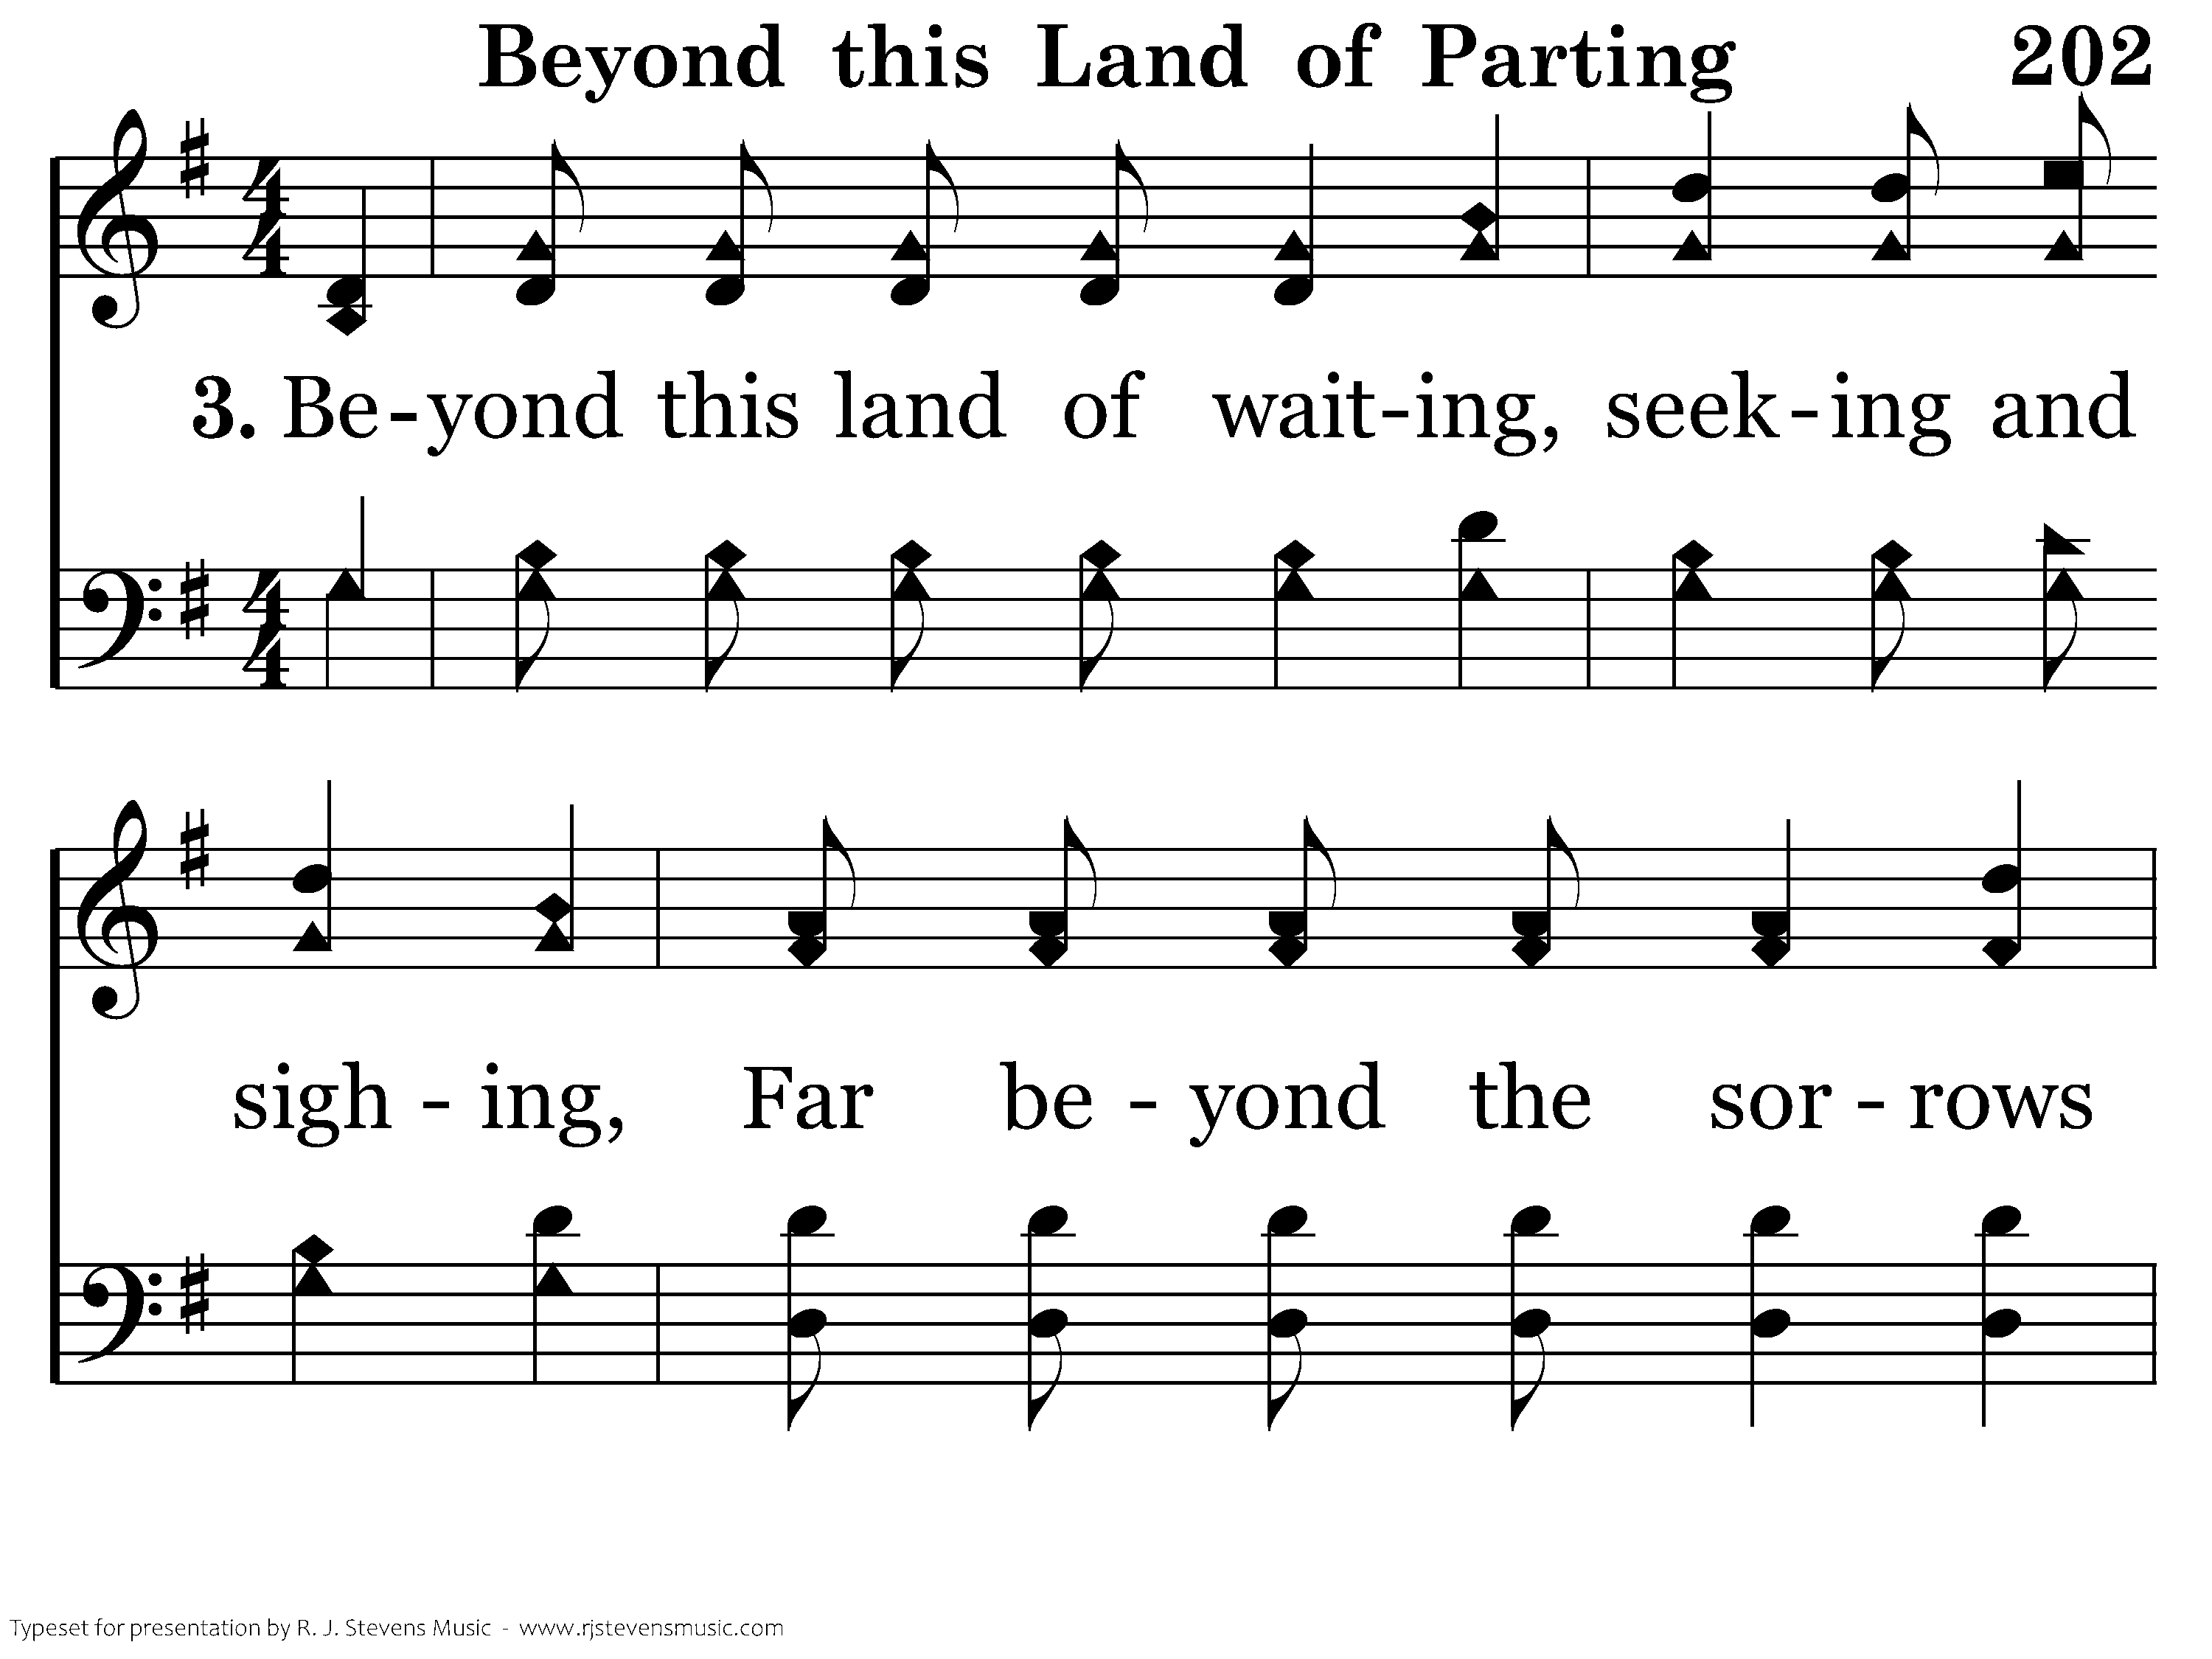 Beyond this Land of Parting 202
3. Be-yond this land of wait-ing, seek-ing and
sigh - ing, Far be - yond the sor - rows
Typeset for presentation by R. J. Stevens Music - www.rjstevensmusic.com